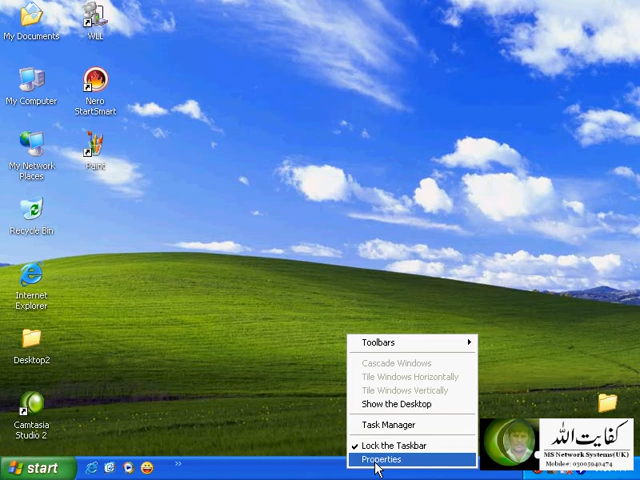 My Documents
WLL
My Computer
Nero
StartSmart
My Network
Places
Paint
Recycle Bin
Internet
Explorer
Desktop2
Camtasia
Studio 2
Toolbars
Cascade Windows
Tile Windows Horizontally
Tile Windows Vertically
Show the Desktop
Task Manager
Lock the Taskbar
Properties
کفایت اللہ
MS Network Systems(UK)
Mobile: 03005040474
start